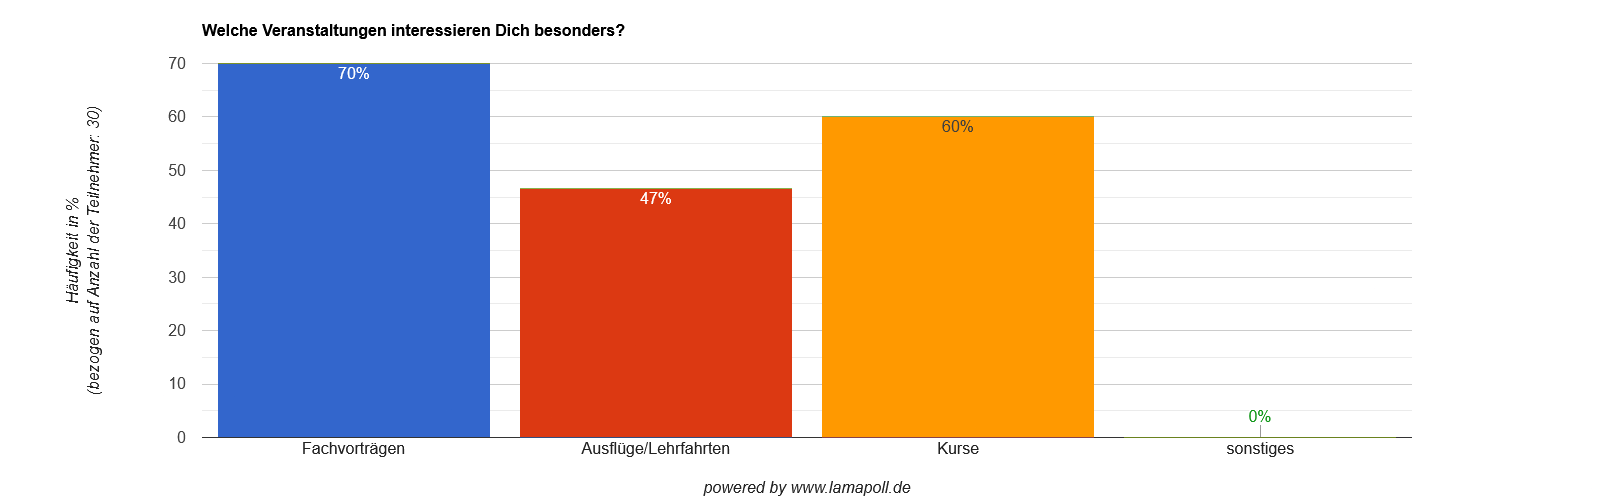 Welche Veranstaltungen interessieren Dich besonders?
Häufigkeit in %
(bezogen auf Anzahl der Teilnehmer: 30)
70
60
50
40
30
20
10
0
70%
47%
60%
0%
Fachvorträgen
Ausflüge/Lehrfahrten
Kurse
sonstiges
powered by www.lamapoll.de